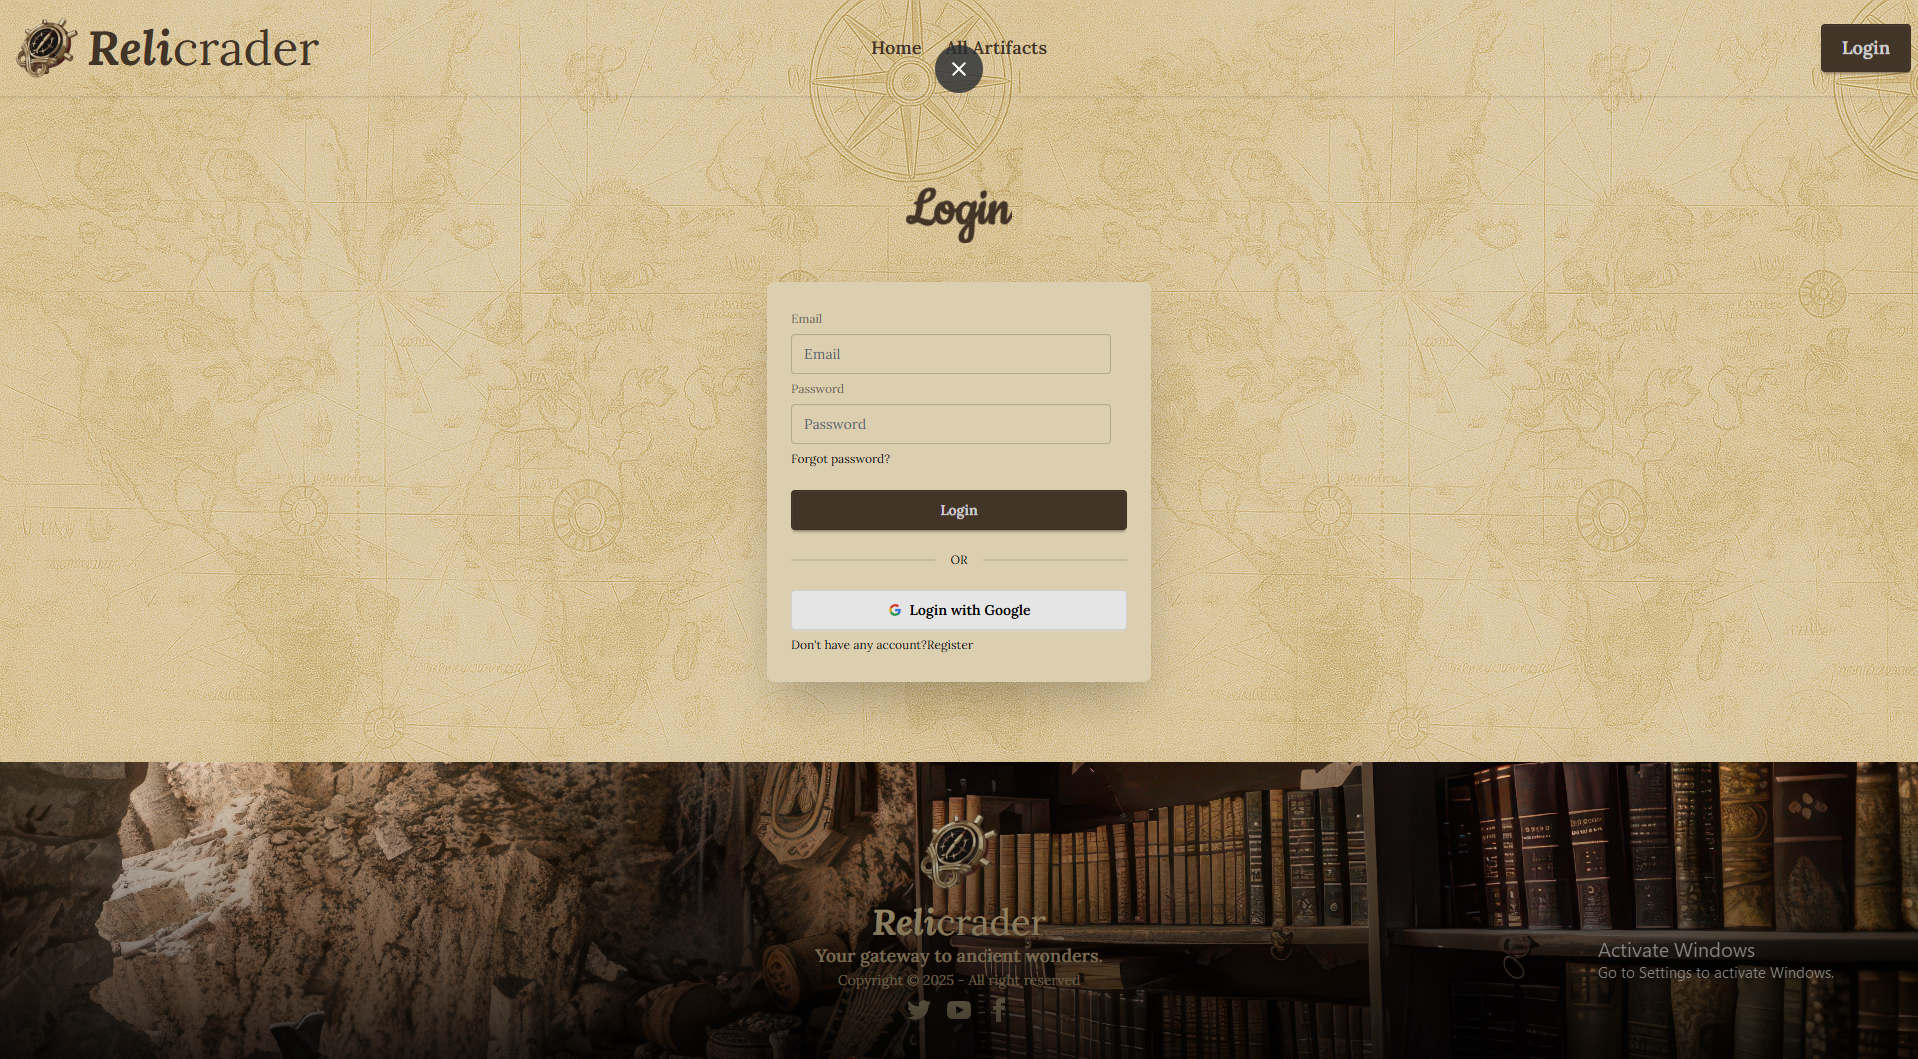 Relicrader
Home All Artifacts
Login
Login
Email
Email
Password
Password
Forgot password?
Login
OR
Login with Google
Don't have any account?Register
Relicrader
Your gateway to ancient wonders.
Copyright © 2025 - All right reserved
Activate Windows
Go to Settings to activate Windows.